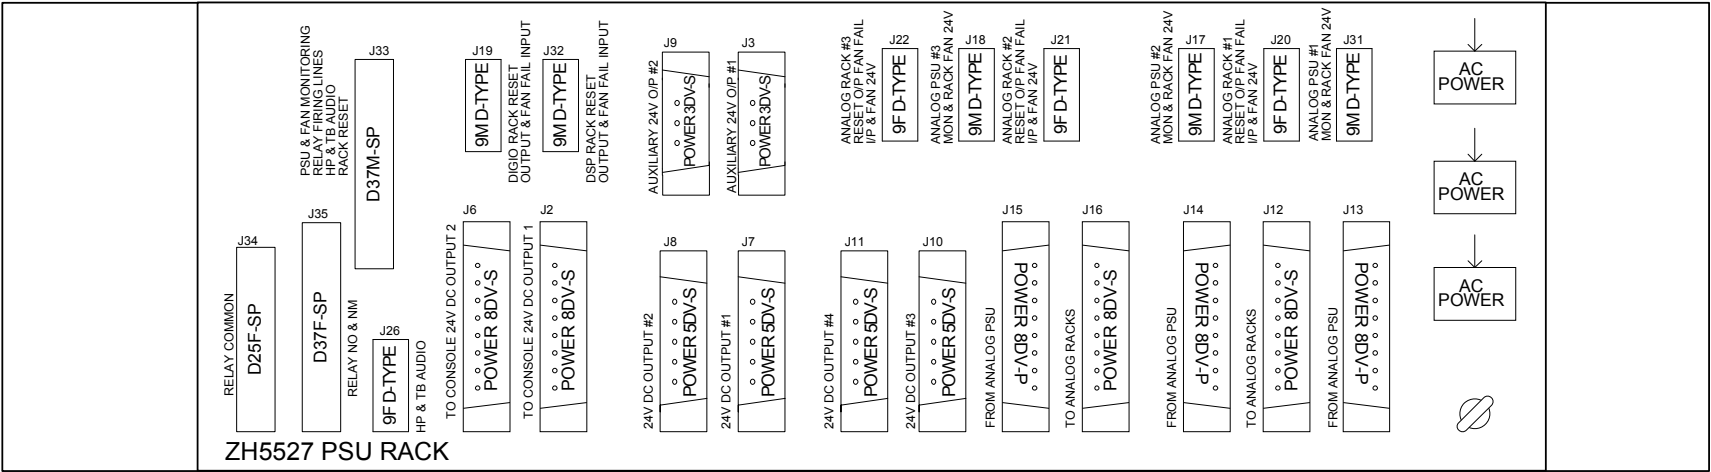 PSU & FAN MONITORING
RELAY FIRING LINES
HP & TB AUDIO
RACK RESET
J33
D37M-SP
J19
9M D-TYPE
DIGIO RACK RESET
OUTPUT & FAN FAIL INPUT
J32
9M D-TYPE
DSP RACK RESET
OUTPUT & FAN FAIL INPUT
AUXILIARY 24V O/P #2
J9
POWER 3DV-S
AUXILIARY 24V O/P #1
J3
POWER 3DV-S
ANALOG RACK #3
RESET O/P FAN FAIL
I/P & FAN 24V
J22
9F D-TYPE
ANALOG PSU #3
MON & RACK FAN 24V
J18
9M D-TYPE
ANALOG RACK #2
RESET O/P FAN FAIL
I/P & FAN 24V
J21
9F D-TYPE
ANALOG PSU #2
MON & RACK FAN 24V
J17
9M D-TYPE
ANALOG RACK #1
RESET O/P FAN FAIL
I/P & FAN 24V
J20
9F D-TYPE
ANALOG PSU #1
MON & RACK FAN 24V
J31
9M D-TYPE
AC
POWER
AC
POWER
AC
POWER
RELAY COMMON
J34
D25F-SP
J35
D37F-SP
RELAY NO & NM
J26
9F D-TYPE
HP & TB AUDIO
TO CONSOLE 24V DC OUTPUT 2
J6
POWER 8DV-S
TO CONSOLE 24V DC OUTPUT 1
J2
POWER 8DV-S
24V DC OUTPUT #2
J8
POWER 5DV-S
24V DC OUTPUT #1
J7
POWER 5DV-S
24V DC OUTPUT #4
J11
POWER 5DV-S
24V DC OUTPUT #3
J10
POWER 5DV-S
FROM ANALOG PSU
J15
POWER 8DV-P
TO ANALOG RACKS
J16
POWER 8DV-S
FROM ANALOG PSU
J14
POWER 8DV-P
TO ANALOG RACKS
J12
POWER 8DV-S
FROM ANALOG PSU
J13
POWER 8DV-P
ZH5527 PSU RACK